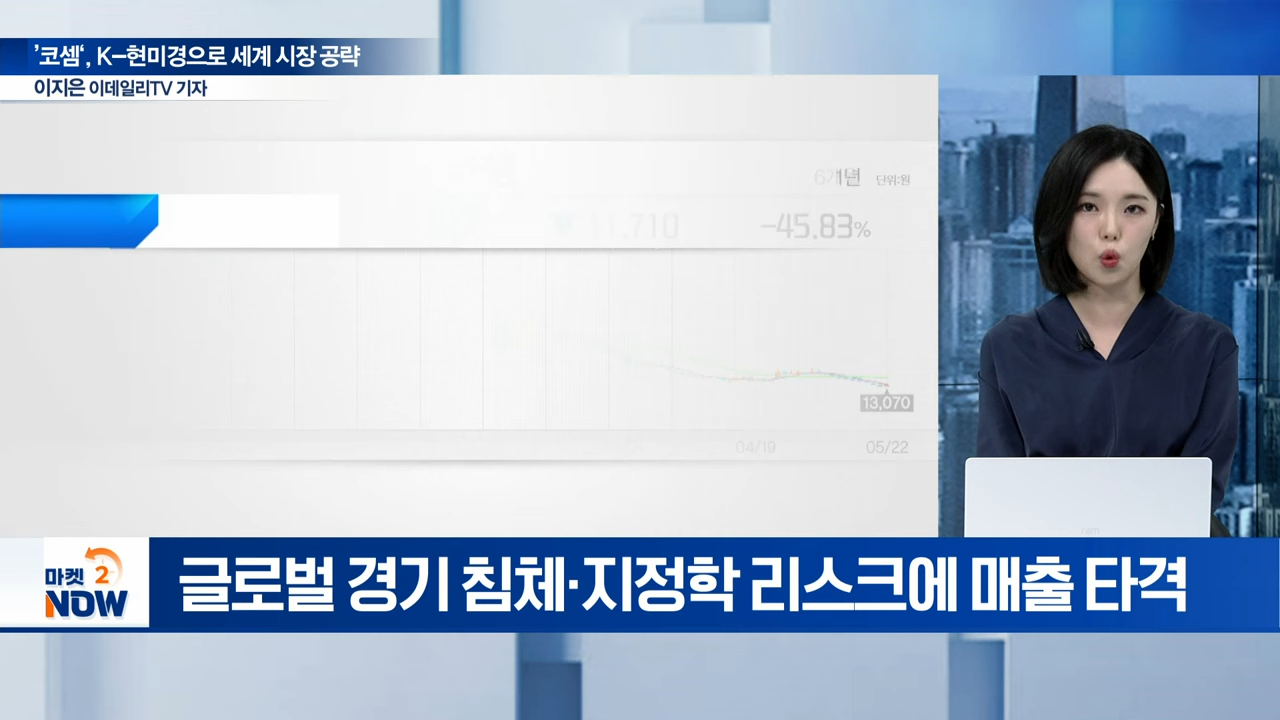 ’코셈‘, K-현미경으로 세계 시장 공략
이지은 이데일리TV 기자
6개년 단위:원
▼ 11,710 -45.83%
13,070
04/19 05/22
마켓 2
NOW
글로벌 경기 침체·지정학 리스크에 매출 타격